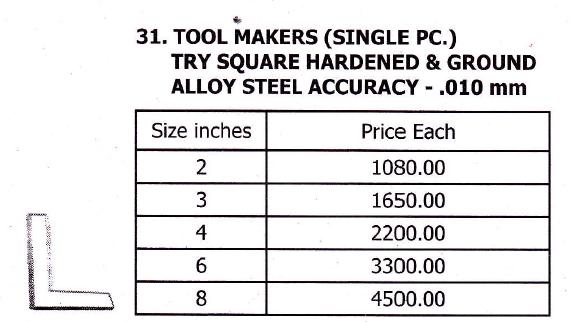 31. TOOL MAKERS (SINGLE PC.)
TRY SQUARE HARDENED & GROUND
ALLOY STEEL ACCURACY - .010 mm
Size inches Price Each
2 1080.00
3 1650.00
4 2200.00
6 3300.00
8 4500.00